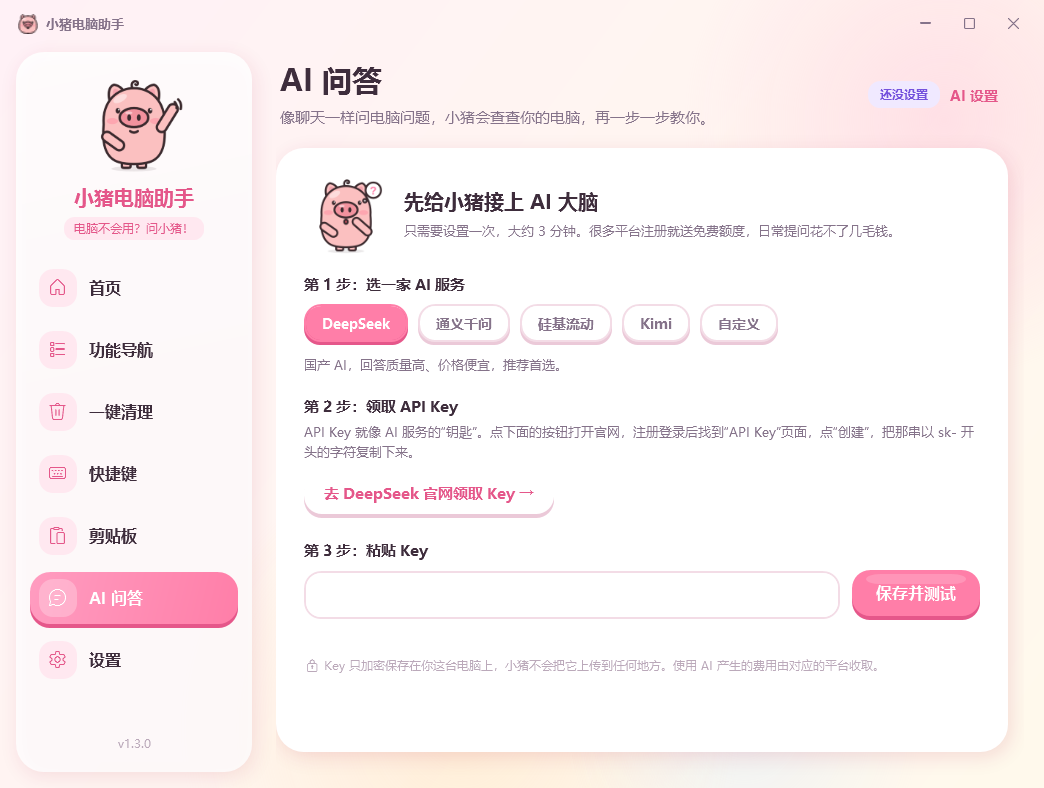 小猪电脑助手
小猪电脑助手
电脑不会用？问小猪！
首页
功能导航
一键清理
快捷键
剪贴板
AI 问答
设置
v1.3.0
AI 问答
像聊天一样问电脑问题，小猪会查查你的电脑，再一步一步教你。
还没设置
AI 设置
?
先给小猪接上 AI 大脑
只需要设置一次，大约 3 分钟。很多平台注册就送免费额度，日常提问花不了几毛钱。
第 1 步：选一家 AI 服务
DeepSeek
通义千问
硅基流动
Kimi
自定义
国产 AI，回答质量高、价格便宜，推荐首选。
第 2 步：领取 API Key
API Key 就像 AI 服务的“钥匙”。点下面的按钮打开官网，注册登录后找到“API Key”页面，点“创建”，把那串以 sk- 开
头的字符复制下来。
去 DeepSeek 官网领取 Key →
第 3 步：粘贴 Key
保存并测试
Key 只加密保存在你这台电脑上，小猪不会把它上传到任何地方。使用 AI 产生的费用由对应的平台收取。